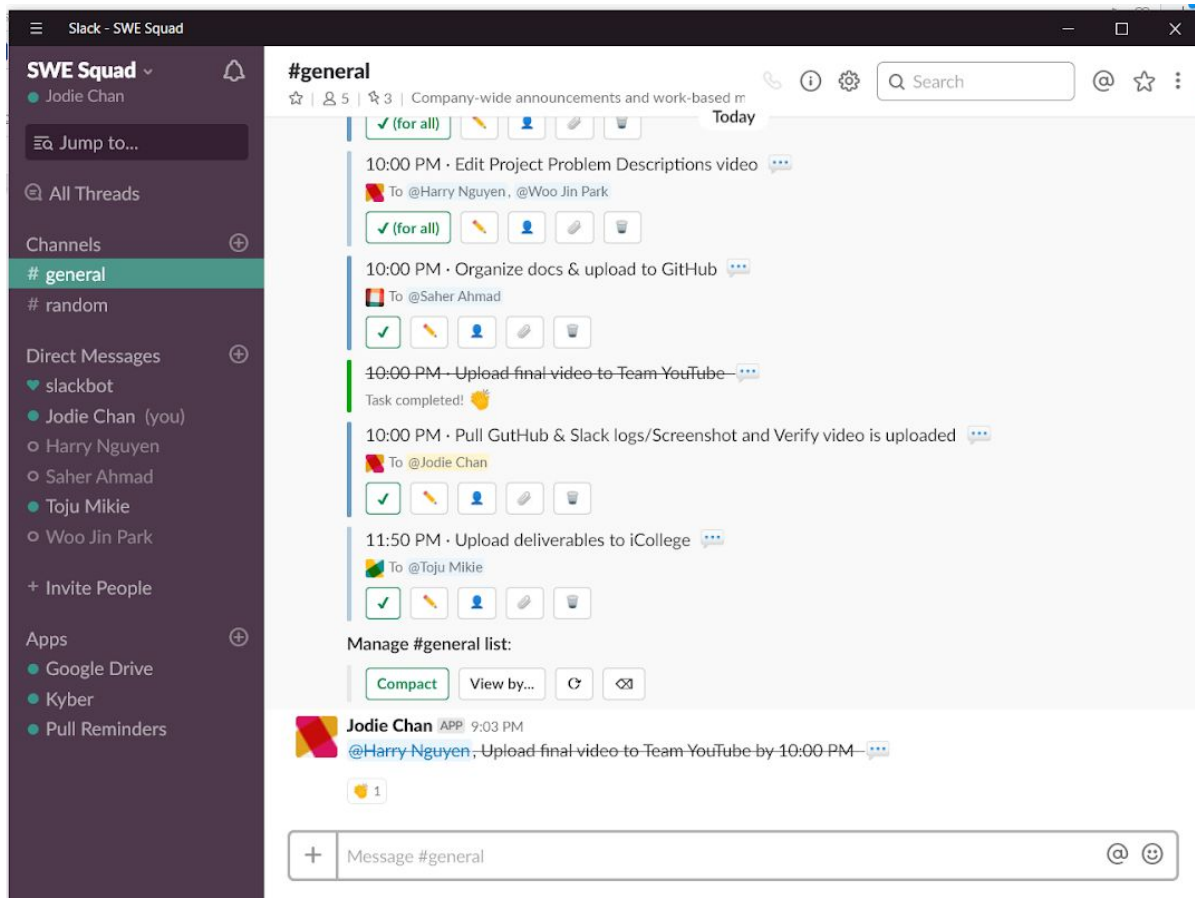 Slack - SWE Squad
SWE Squad
Jodie Chan
Jump to...
All Threads
Channels
# general
# random
Direct Messages
slackbot
Jodie Chan (you)
Harry Nguyen
Saher Ahmad
Toju Mikie
Woo Jin Park
+ Invite People
Apps
Google Drive
Kyber
Pull Reminders
#general
5 | 3 | Company-wide announcements and work-based m
Search
Today
✓ (for all)
10:00 PM · Edit Project Problem Descriptions video
To @Harry Nguyen, @Woo Jin Park
✓ (for all)
10:00 PM · Organize docs & upload to GitHub
To @Saher Ahmad
10:00 PM · Upload final video to Team YouTube
Task completed!
10:00 PM · Pull GutHub & Slack logs/Screenshot and Verify video is uploaded
To @Jodie Chan
11:50 PM · Upload deliverables to iCollege
To @Toju Mikie
Manage #general list:
Compact View by...
Jodie Chan APP 9:03 PM
@Harry Nguyen, Upload final video to Team YouTube by 10:00 PM
1
Message #general